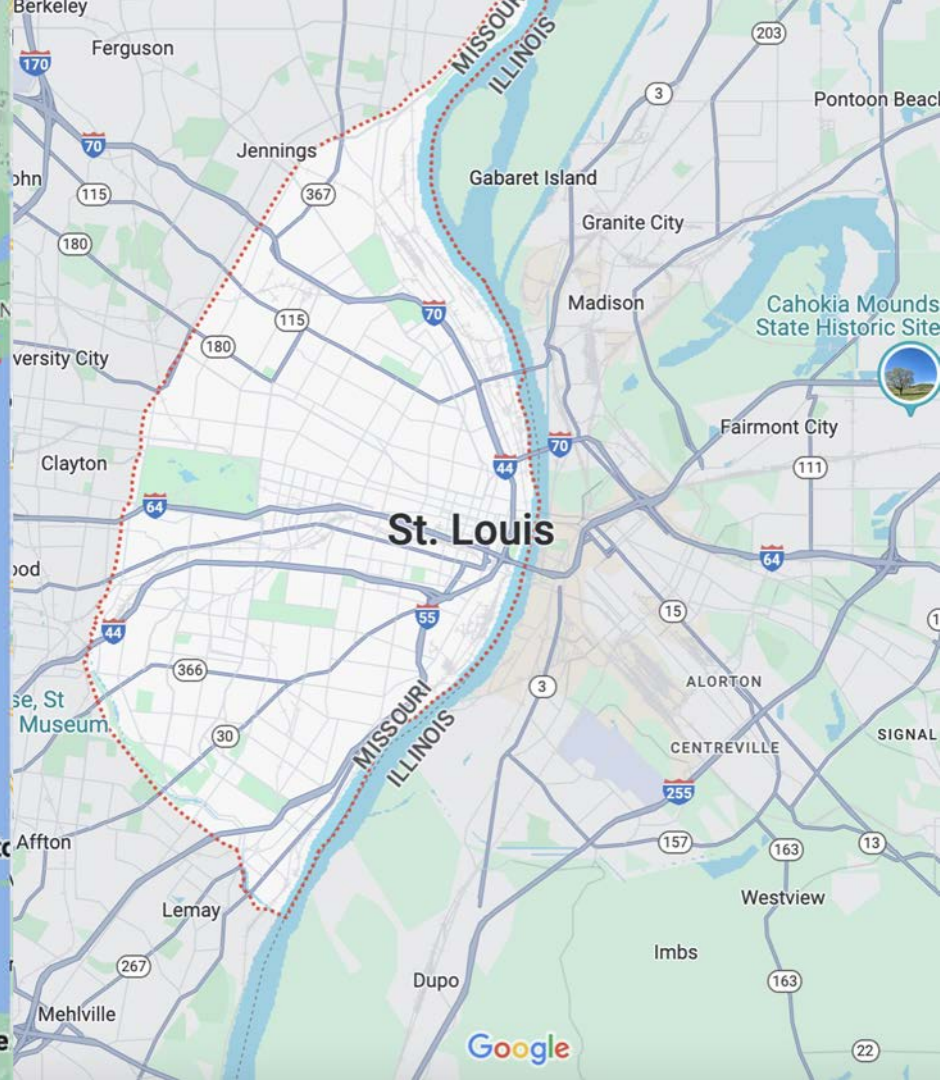 Berkeley
MISSOURI
ILLINOIS
203
Ferguson
170
3
Pontoon Beach
70
Jennings
ohn
115
367
Gabaret Island
180
Granite City
Madison
Cahokia Mounds
State Historic Site
70
115
180
versity City
Fairmont City
Clayton
70
44
111
64
St. Louis
64
ood
55
15
44
366
ALORTON
3
se, St
Museum
MISSOURI
ILLINOIS
30
SIGNAL
CENTREVILLE
255
Affton
157
163
13
Westview
Lemay
Imbs
267
Dupo
163
Mehlville
Google
22